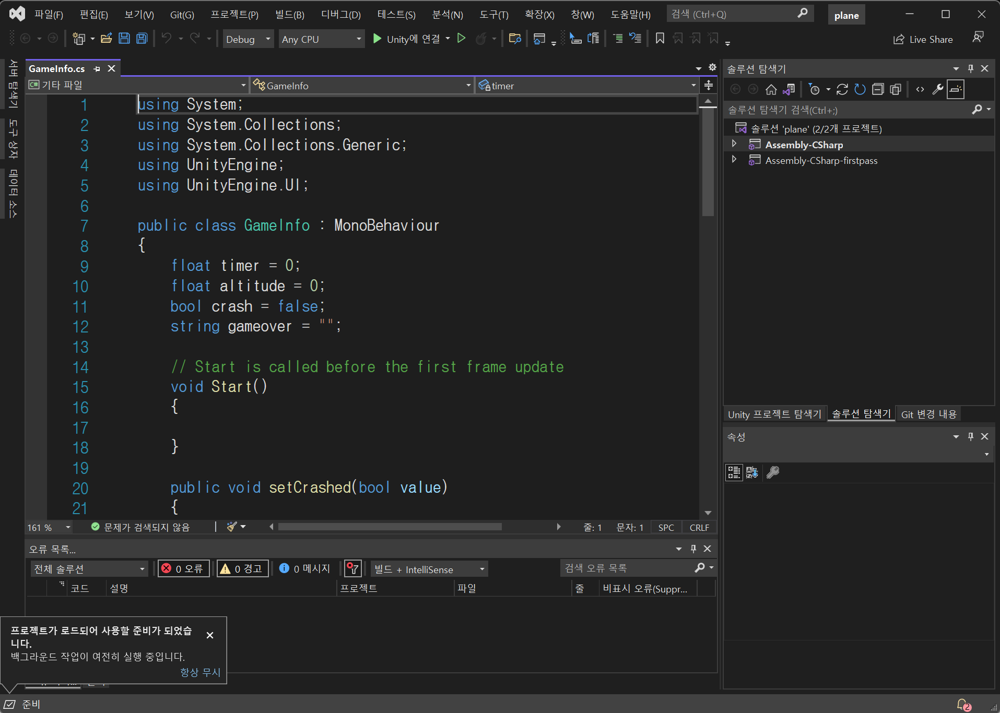 파일(F) 편집(E) 보기(V) Git(G) 프로젝트(P) 빌드(B) 디버그(D) 테스트(S) 분석(N) 도구(T) 확장(X) 창(W) 도움말(H) 검색 (Ctrl+Q) plane
Debug Any CPU Unity에 연결 Live Share
서버 탐색기
도구 상자
데이터 소스
GameInfo.cs
C# 기타 파일 GameInfo timer
1 using System;
2 using System.Collections;
3 using System.Collections.Generic;
4 using UnityEngine;
5 using UnityEngine.UI;
6
7 public class GameInfo : MonoBehaviour
8 {
9 float timer = 0;
10 float altitude = 0;
11 bool crash = false;
12 string gameover = "";
13
14 // Start is called before the first frame update
15 void Start()
16 {
17
18 }
19
20 public void setCrashed(bool value)
21 {
161 % 문제가 검색되지 않음 줄: 1 문자: 1 SPC CRLF
오류 목록...
전체 솔루션 0 오류 0 경고 0 메시지 빌드 + IntelliSense 검색 오류 목록
코드 설명 프로젝트 파일 줄 비표시 오류(Suppr...
솔루션 탐색기
솔루션 탐색기 검색(Ctrl+;)
솔루션 'plane' (2/2개 프로젝트)
Assembly-CSharp
Assembly-CSharp-firstpass
Unity 프로젝트 탐색기 솔루션 탐색기 Git 변경 내용
속성
프로젝트가 로드되어 사용할 준비가 되었습
니다.
백그라운드 작업이 여전히 실행 중입니다.
항상 무시
준비 2